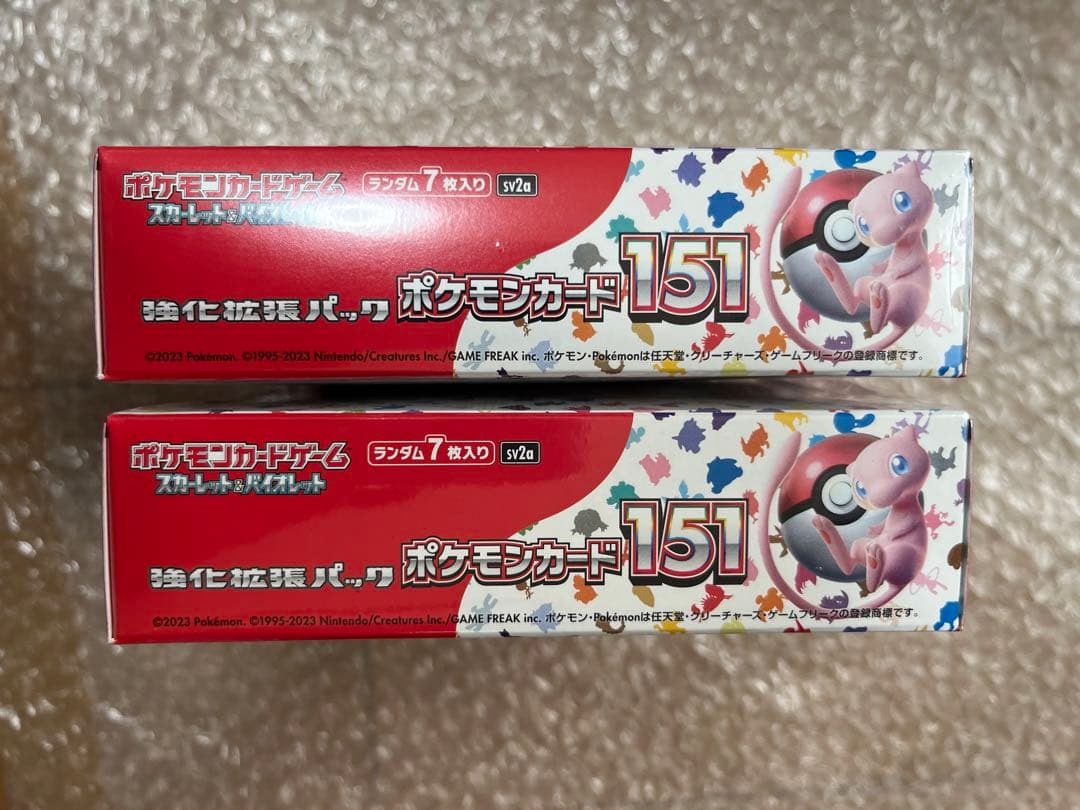 ポケモンカードゲーム
スカーレット&バイオレット
ランダム7枚入り
sv2a
強化拡張パック
ポケモンカード151
©2023 Pokémon. ©1995-2023 Nintendo/Creatures Inc./GAME FREAK inc. ポケモン・Pokémonは任天堂・クリーチャーズ・ゲームフリークの登録商標です。
ポケモンカードゲーム
スカーレット&バイオレット
ランダム7枚入り
sv2a
強化拡張パック
ポケモンカード151
©2023 Pokémon. ©1995-2023 Nintendo/Creatures Inc./GAME FREAK inc. ポケモン・Pokémonは任天堂・クリーチャーズ・ゲームフリークの登録商標です。